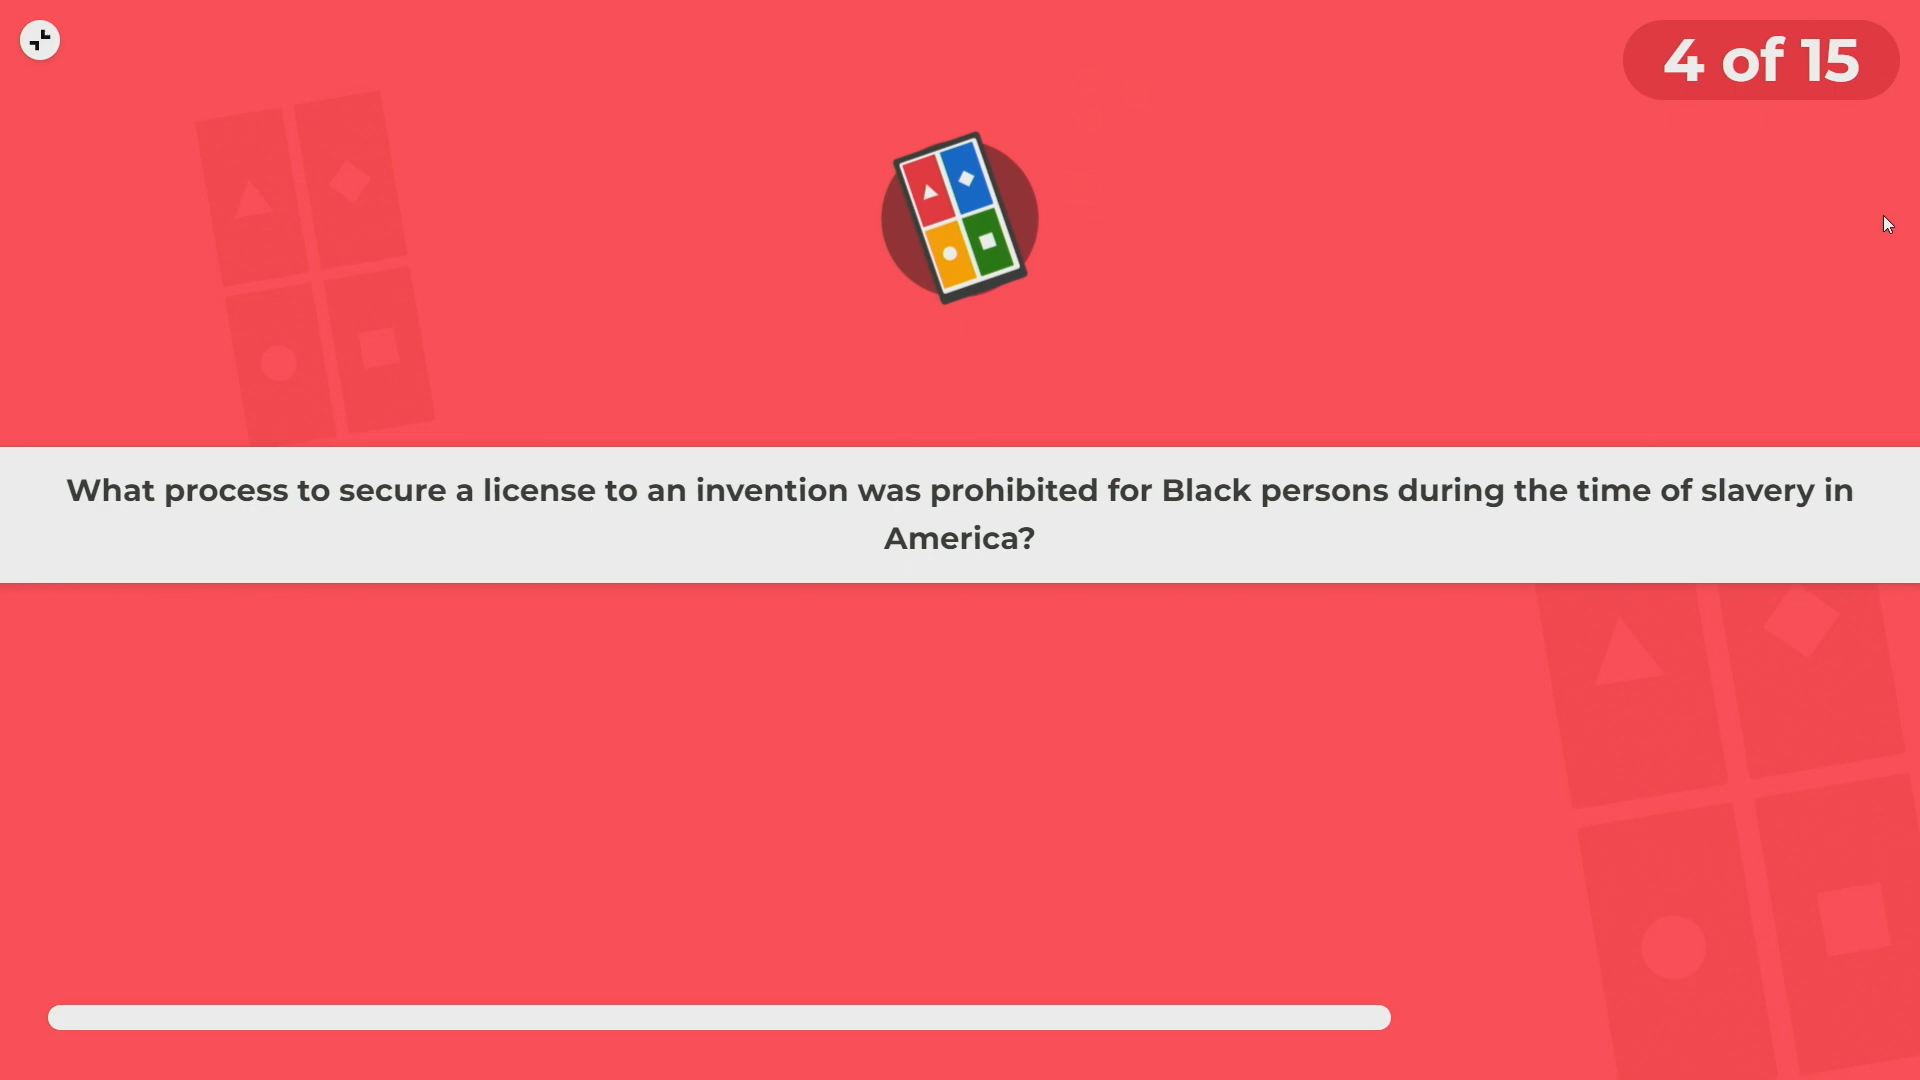 4 of 15
What process to secure a license to an invention was prohibited for Black persons during the time of slavery in
America?